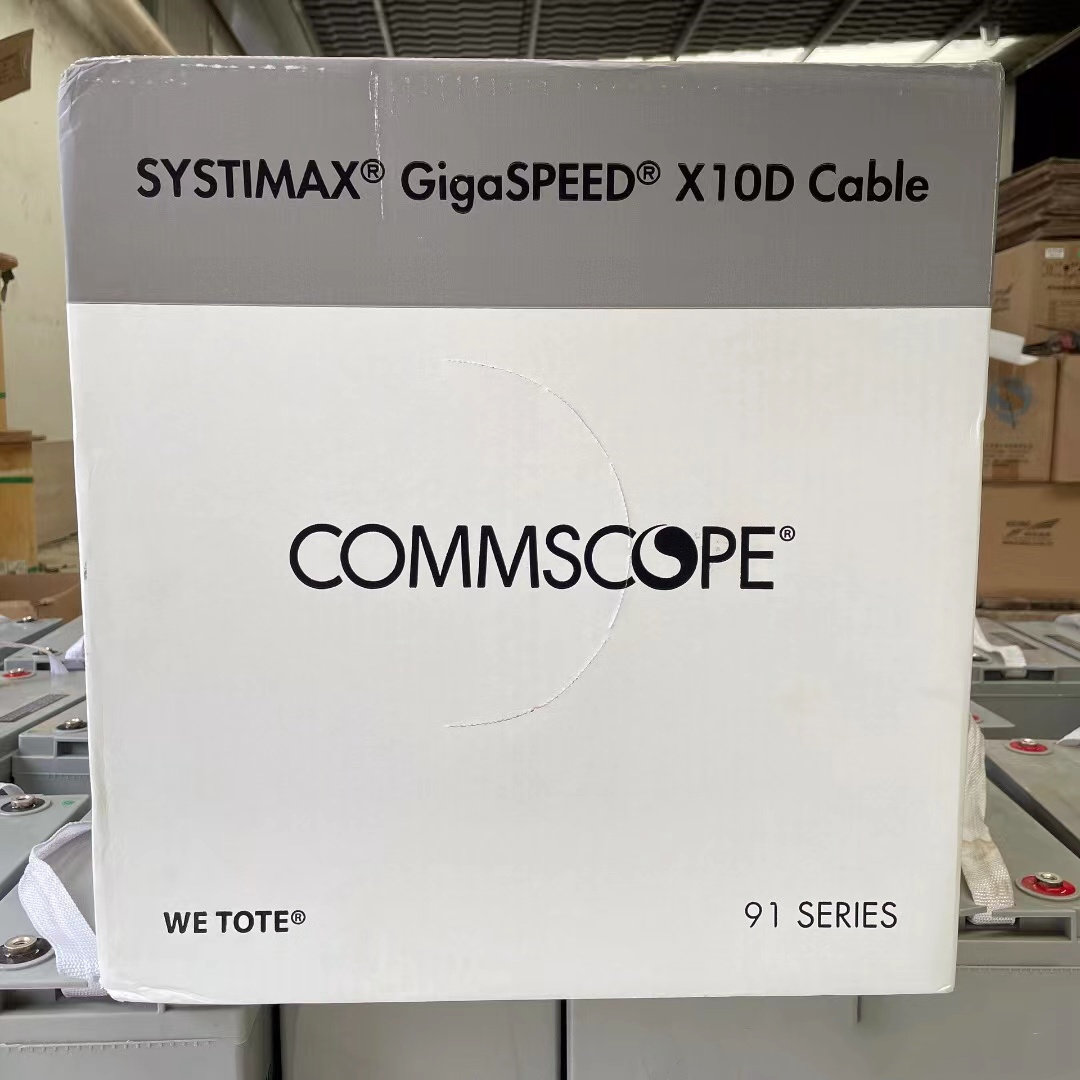 SYSTIMAX® GigaSPEED® X10D Cable
COMMSCOPE®
WE TOTE® 91 SERIES